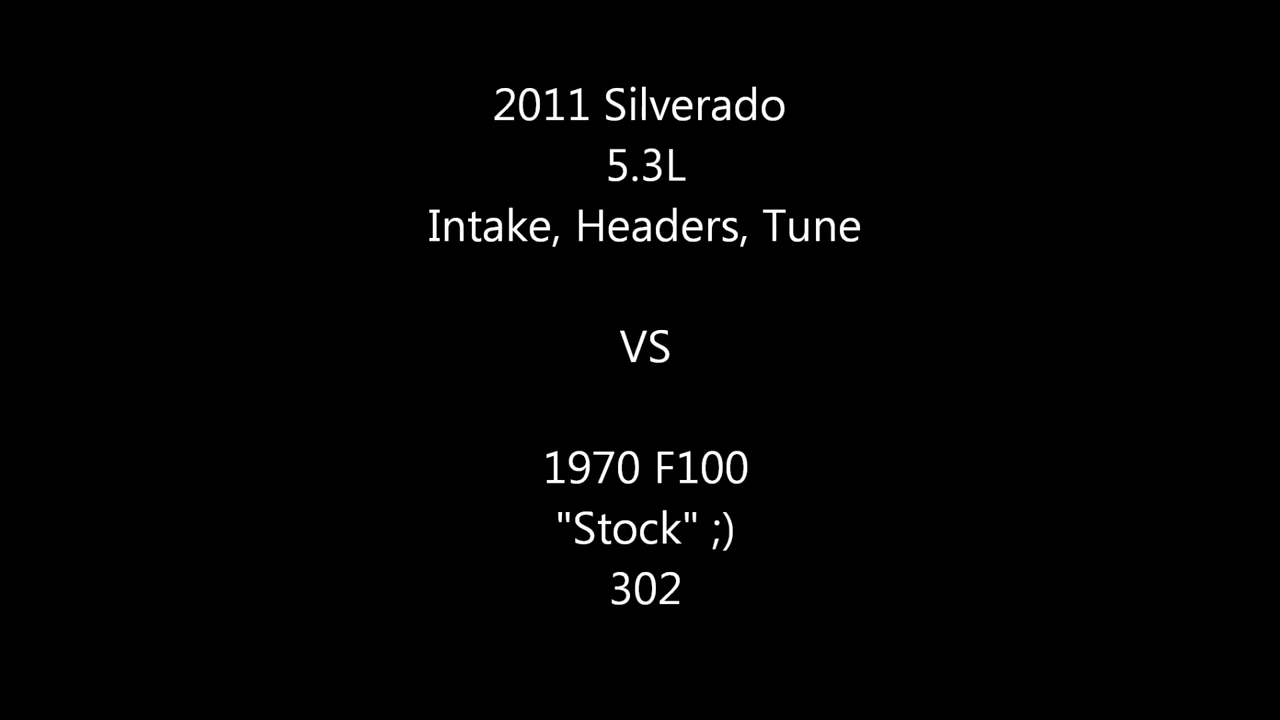 2011 Silverado
5.3L
Intake, Headers, Tune
VS
1970 F100
"Stock" ;)
302